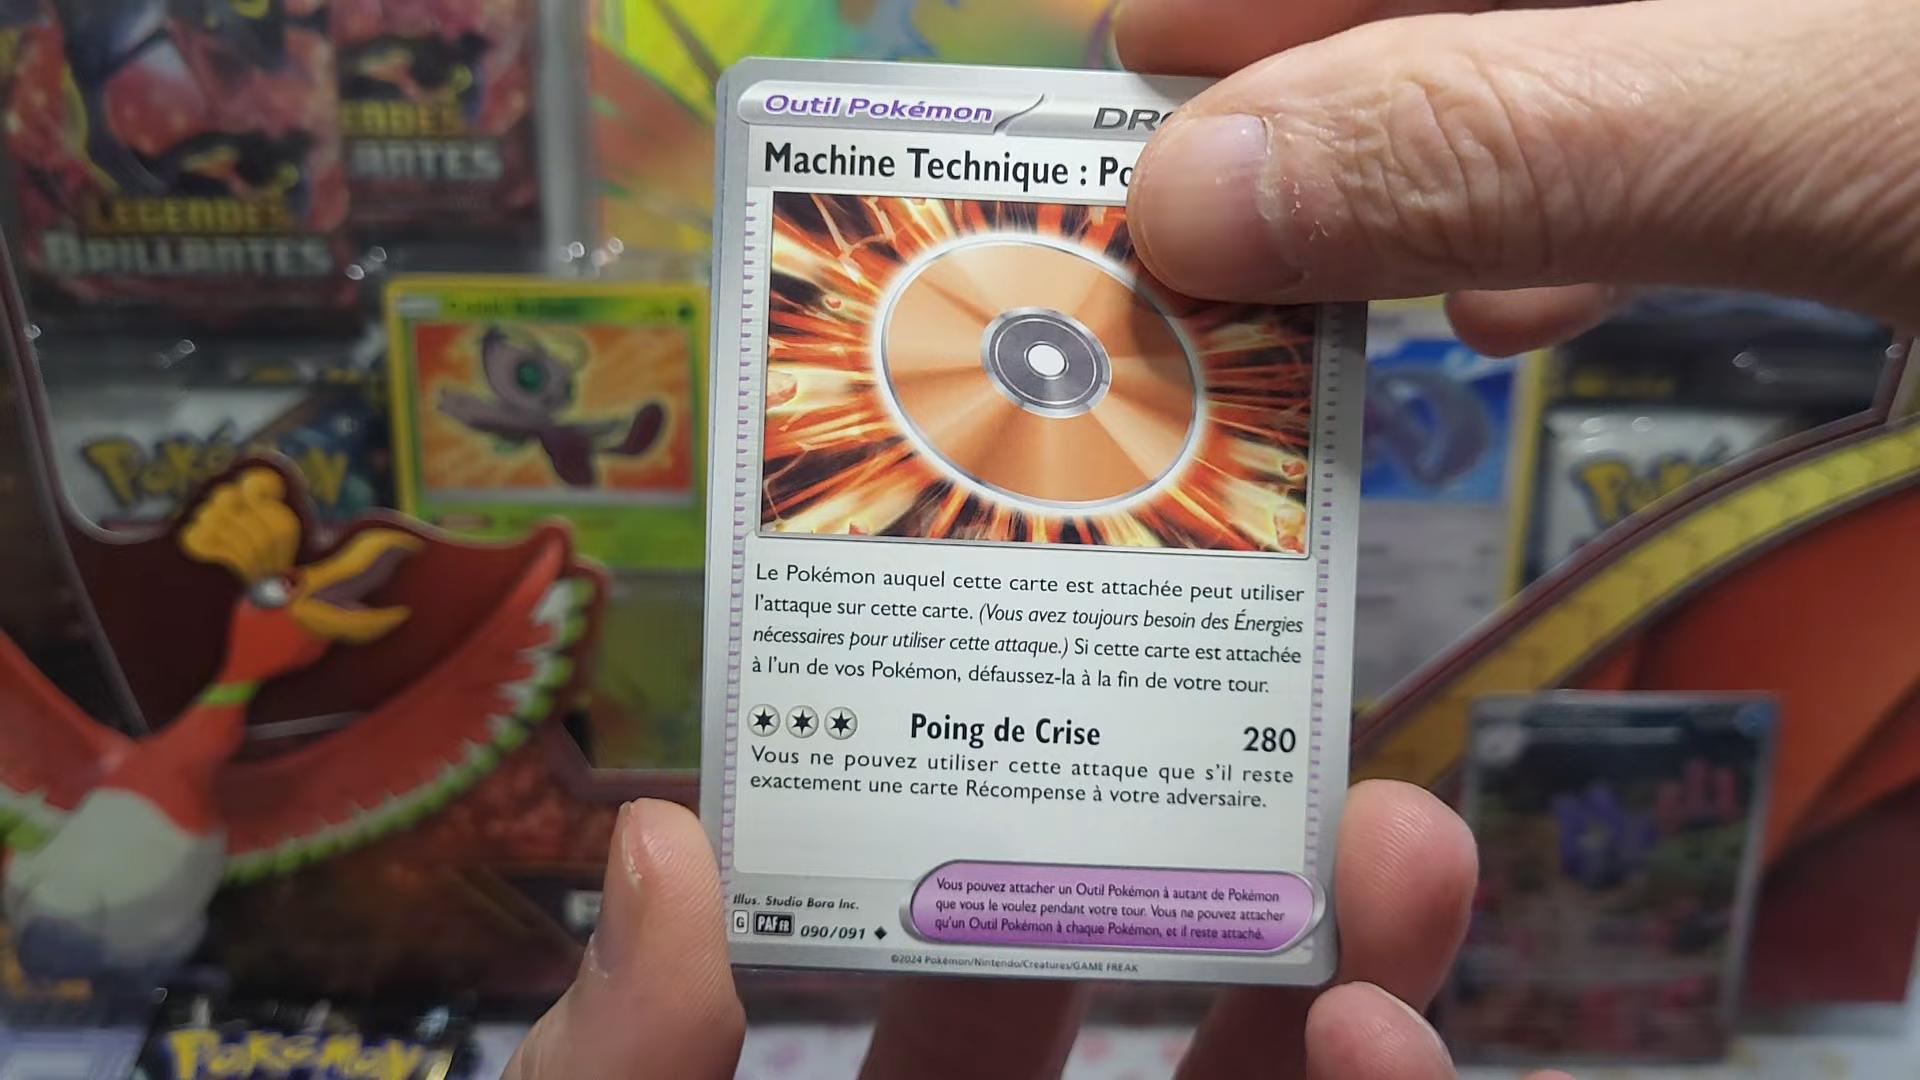 Outil Pokémon
Machine Technique :
Le Pokémon auquel cette carte est attachée peut utiliser
l'attaque sur cette carte. (Vous avez toujours besoin des Énergies
nécessaires pour utiliser cette attaque.) Si cette carte est attachée
à l'un de vos Pokémon, défaussez-la à la fin de votre tour.
Poing de Crise 280
Vous ne pouvez utiliser cette attaque que s'il reste
exactement une carte Récompense à votre adversaire.
Vous pouvez attacher un Outil Pokémon à autant de Pokémon
que vous le voulez pendant votre tour. Vous ne pouvez attacher
qu'un Outil Pokémon à chaque Pokémon, et il reste attaché.
Illus. Studio Bora Inc.
G PAF FR 090/091
©2024 Pokémon/Nintendo/Creatures/GAME FREAK
LEGENDES
BRILLANTES
Pokémon
POKéMON